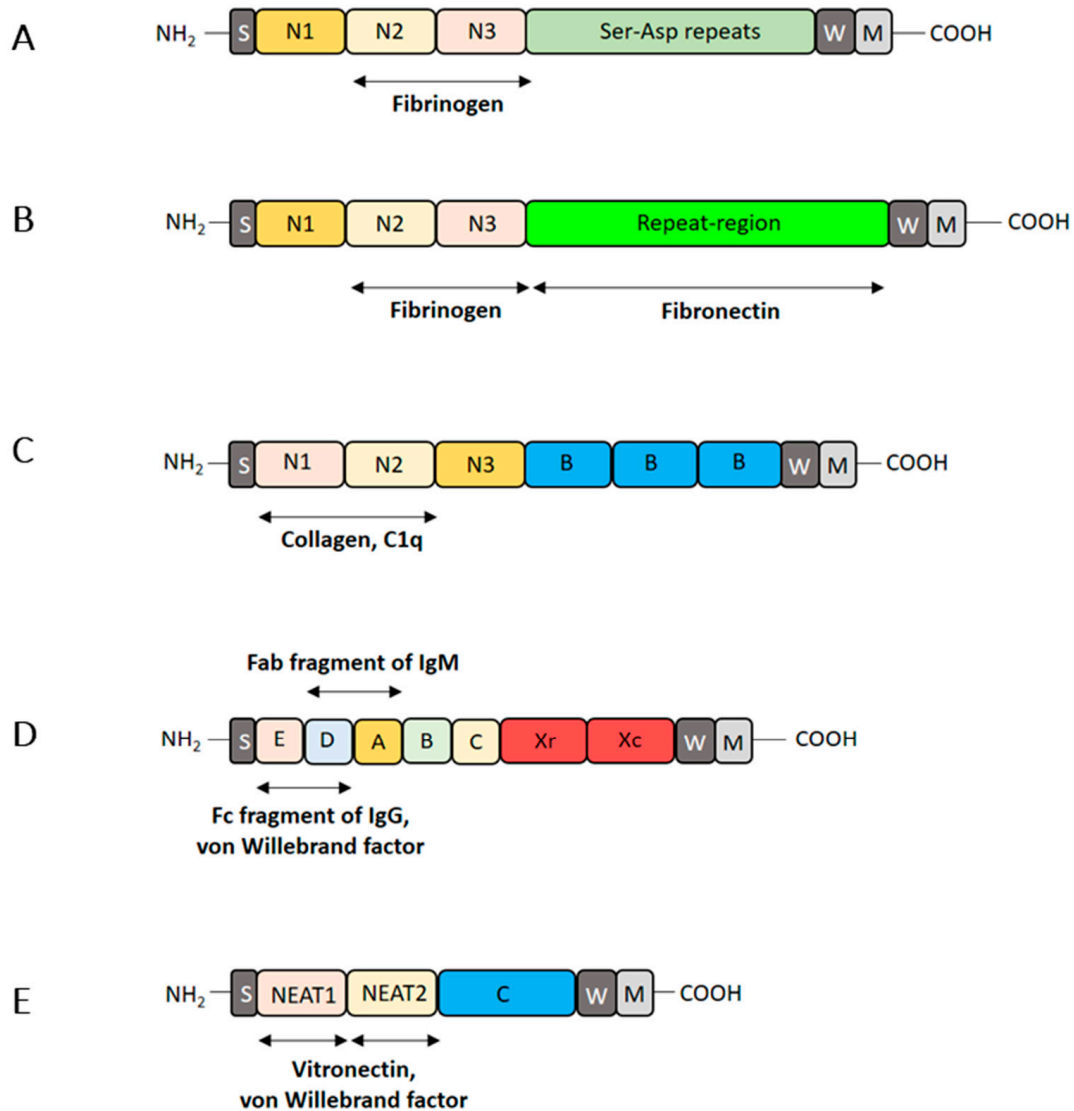 A NH₂ S N1 N2 N3 Ser-Asp repeats W M COOH
Fibrinogen
B NH₂ S N1 N2 N3 Repeat-region W M COOH
Fibrinogen Fibronectin
C NH₂ S N1 N2 N3 B B B W M COOH
Collagen, C1q
Fab fragment of IgM
D NH₂ S E D A B C Xr Xc W M COOH
Fc fragment of IgG,
von Willebrand factor
E NH₂ S NEAT1 NEAT2 C W M COOH
Vitronectin,
von Willebrand factor